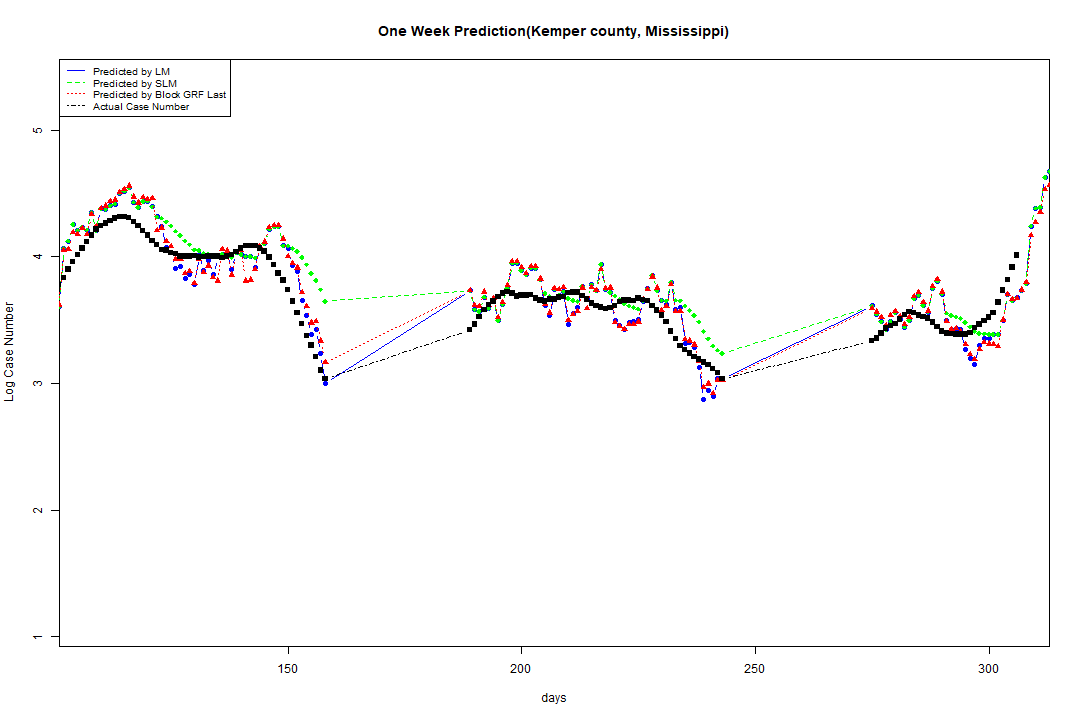 One Week Prediction(Kemper county, Mississippi)
Predicted by LM
Predicted by SLM
Predicted by Block GRF Last
Actual Case Number
5
4
3
2
1
Log Case Number
150 200 250 300
days